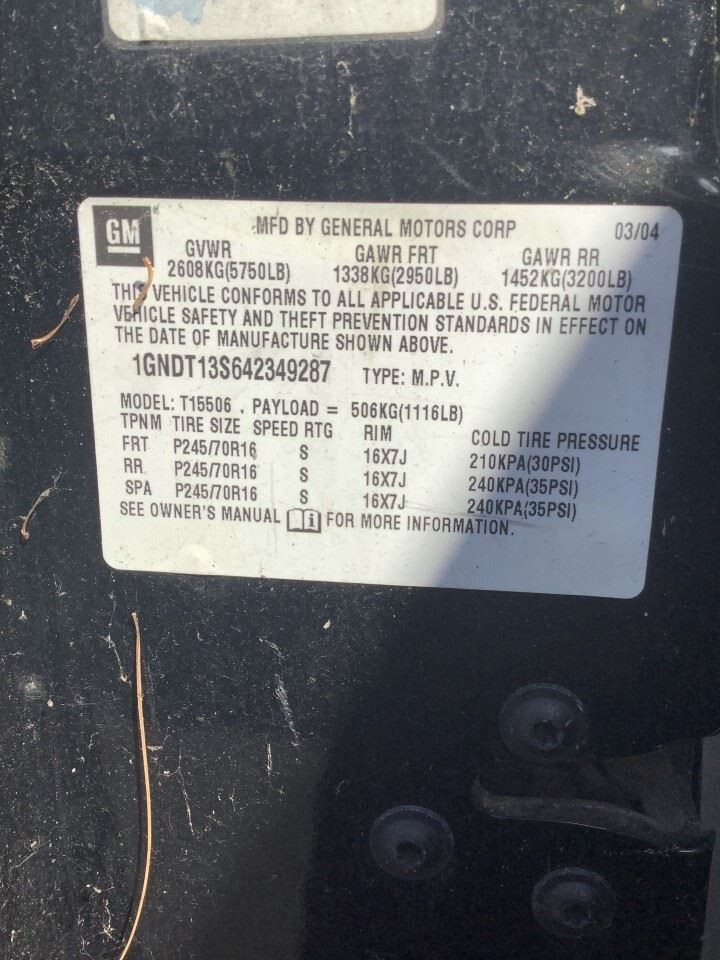 GM ® MFD BY GENERAL MOTORS CORP 03/04
GVWR GAWR FRT GAWR RR
2608KG(5750LB) 1338KG(2950LB) 1452KG(3200LB)
THIS VEHICLE CONFORMS TO ALL APPLICABLE U.S. FEDERAL MOTOR
VEHICLE SAFETY AND THEFT PREVENTION STANDARDS IN EFFECT ON
THE DATE OF MANUFACTURE SHOWN ABOVE.
1GNDT13S642349287 TYPE: M.P.V.
MODEL: T15506 . PAYLOAD = 506KG(1116LB)
TPNM TIRE SIZE SPEED RTG RIM COLD TIRE PRESSURE
FRT P245/70R16 S 16X7J 210KPA(30PSI)
RR P245/70R16 S 16X7J 240KPA(35PSI)
SPA P245/70R16 S 16X7J 240KPA(35PSI)
SEE OWNER'S MANUAL i FOR MORE INFORMATION.